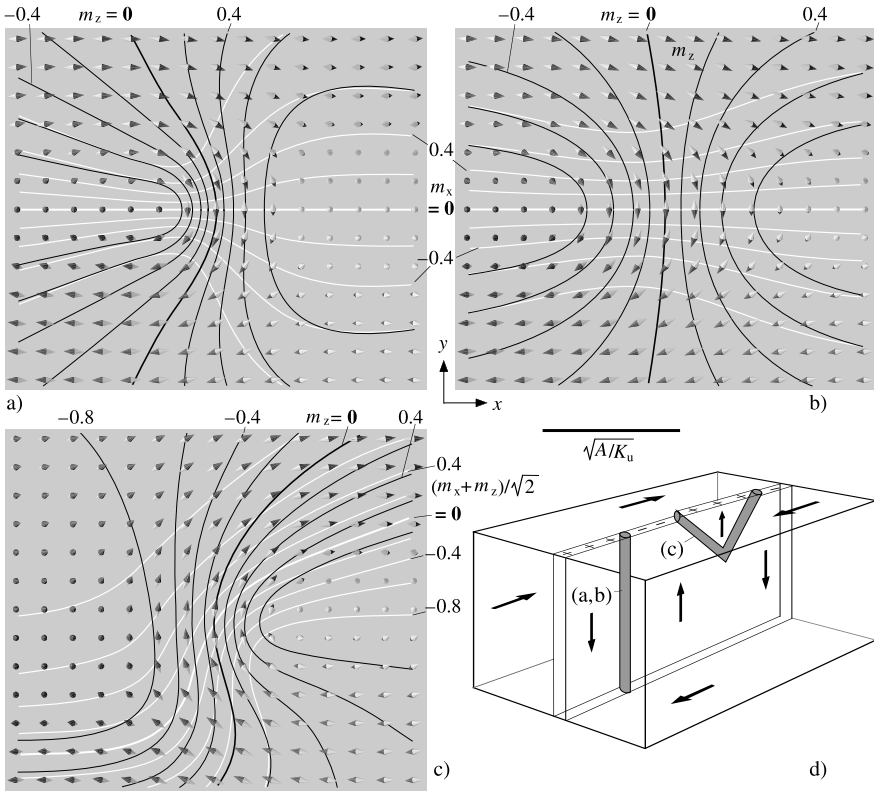 −0.4 m_z = 0 0.4
−0.4 m_z = 0 0.4
m_z
0.4
m_x
= 0
−0.4
y
x
a)
b)
−0.8 −0.4 m_z = 0 0.4
0.4
(m_x+m_z)/√2
= 0
−0.4
−0.8
√A/K_u
(c)
(a,b)
c)
d)